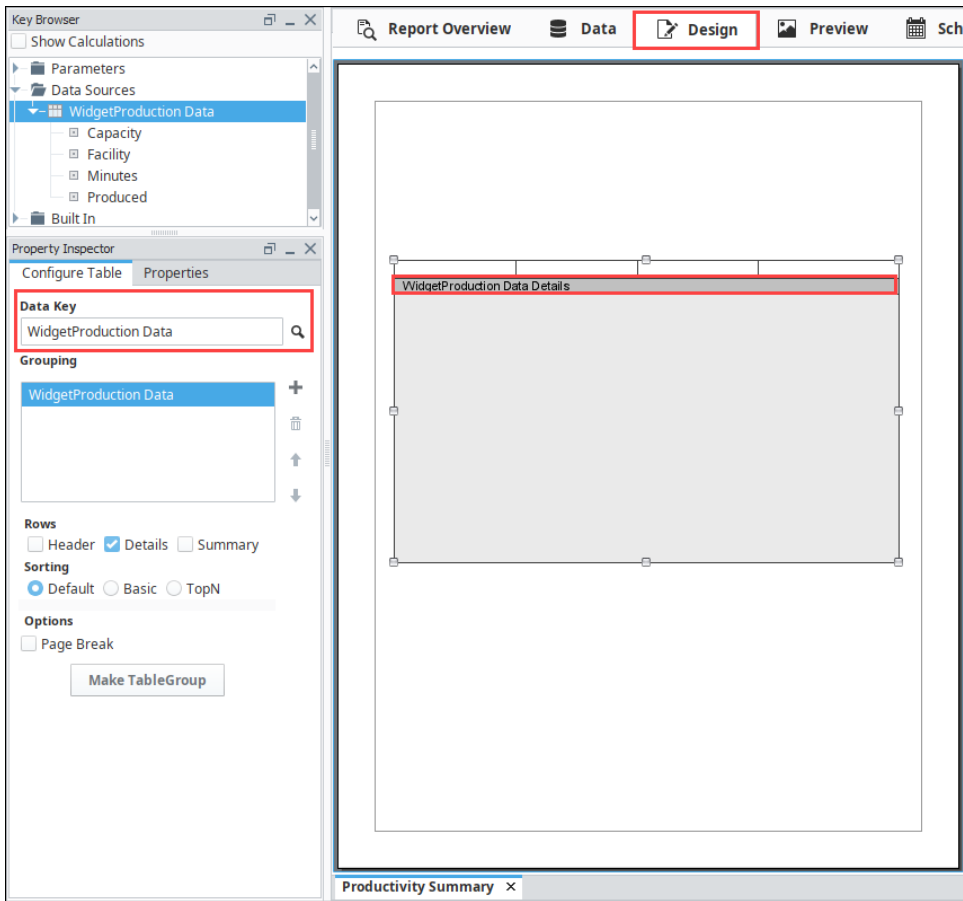 Key Browser
Show Calculations
Parameters
Data Sources
WidgetProduction Data
Capacity
Facility
Minutes
Produced
Built In
Property Inspector
Configure Table Properties
Data Key
WidgetProduction Data
Grouping
WidgetProduction Data
Rows
Header Details Summary
Sorting
Default Basic TopN
Options
Page Break
Make TableGroup
Report Overview Data Design Preview Sch
WidgetProduction Data Details
Productivity Summary ×